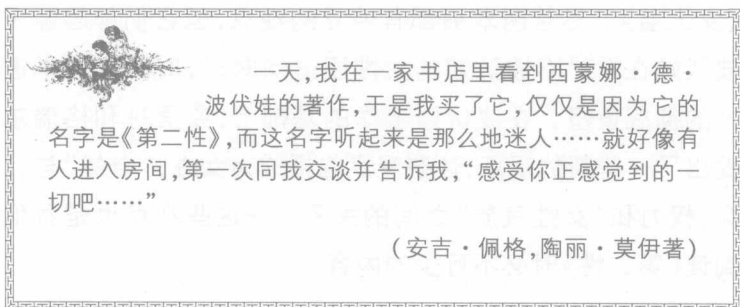 一天,我在一家书店里看到西蒙娜·德·
波伏娃的著作,于是我买了它,仅仅是因为它的
名字是《第二性》,而这名字听起来是那么地迷人……就好像有
人进入房间,第一次同我交谈并告诉我,“感受你正感觉到的一
切吧……”
(安吉·佩格,陶丽·莫伊著)